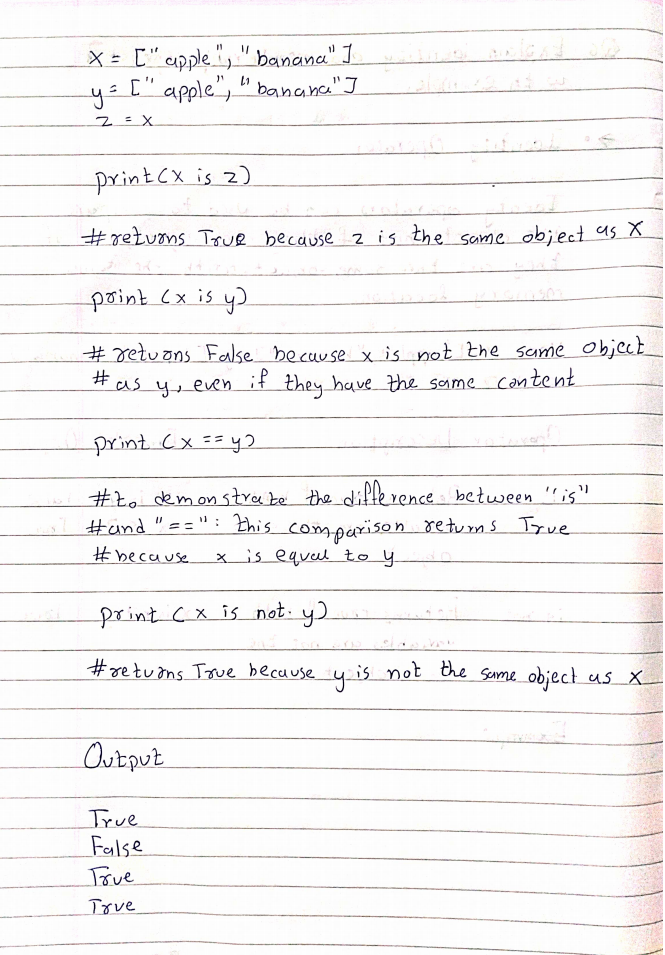 x = ["apple", "banana"]
y = ["apple", "banana"]
z = x
print(x is z)
#returns True because z is the same object as x
print (x is y)
# returns False because x is not the same object
# as y, even if they have the same content
print (x == y)
#to demonstrate the difference between "is"
#and "==": this comparison returns True
#because x is equal to y
print (x is not y)
#returns True because y is not the same object as x
Output
True
False
True
True